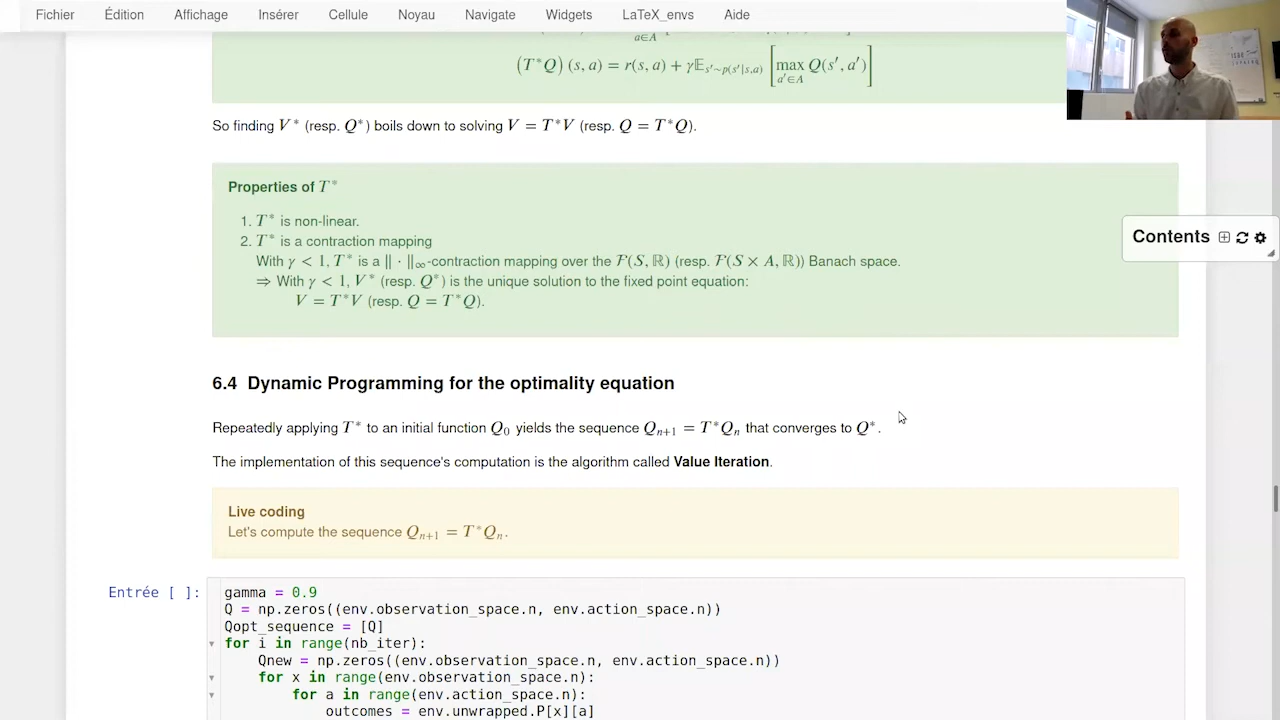 Fichier Édition Affichage Insérer Cellule Noyau Navigate Widgets LaTeX_envs Aide
a∈A
(T*Q)(s, a) = r(s, a) + γ𝔼s′∼p(s′|s,a) [max a′∈A Q(s′, a′)]
So finding V* (resp. Q*) boils down to solving V = T*V (resp. Q = T*Q).
Properties of T*
1. T* is non-linear.
2. T* is a contraction mapping
With γ < 1, T* is a ‖ · ‖∞-contraction mapping over the F(S, ℝ) (resp. F(S × A, ℝ)) Banach space.
⇒ With γ < 1, V* (resp. Q*) is the unique solution to the fixed point equation:
V = T*V (resp. Q = T*Q).
Contents
6.4 Dynamic Programming for the optimality equation
Repeatedly applying T* to an initial function Q0 yields the sequence Qn+1 = T*Qn that converges to Q*.
The implementation of this sequence's computation is the algorithm called Value Iteration.
Live coding
Let's compute the sequence Qn+1 = T*Qn.
Entrée [ ]:
gamma = 0.9
Q = np.zeros((env.observation_space.n, env.action_space.n))
Qopt_sequence = [Q]
for i in range(nb_iter):
    Qnew = np.zeros((env.observation_space.n, env.action_space.n))
    for x in range(env.observation_space.n):
        for a in range(env.action_space.n):
            outcomes = env.unwrapped.P[x][a]